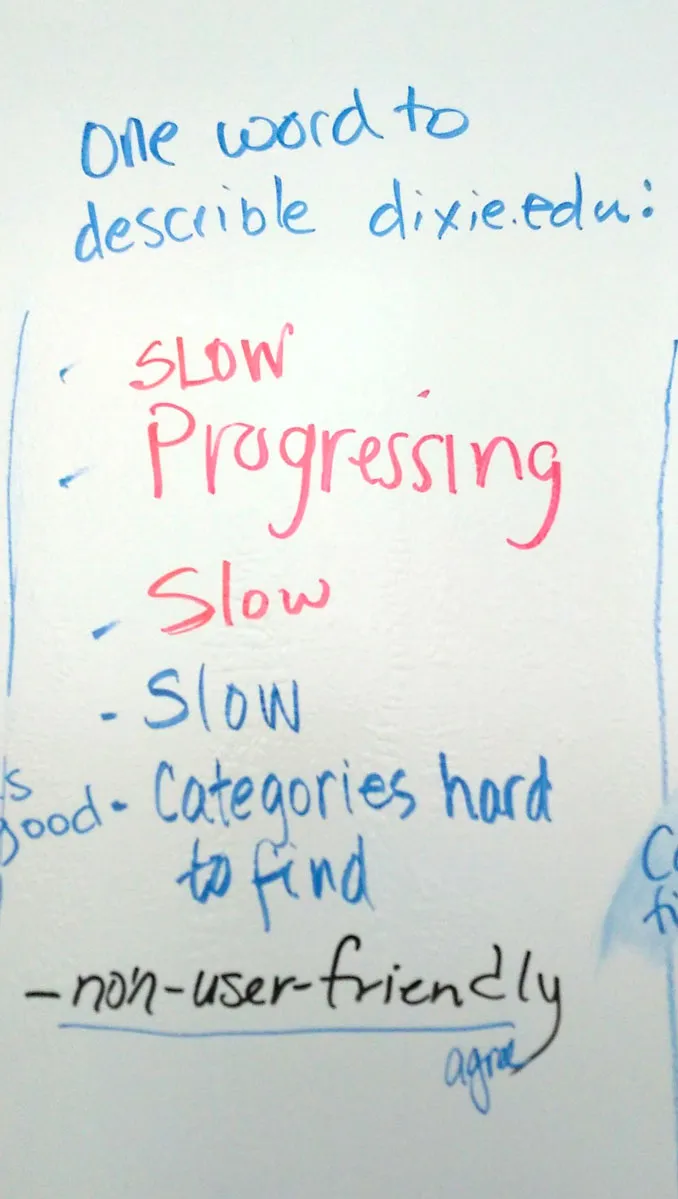 One word to
describle dixie.edu:
- SLOW
- Progressing
- Slow
- Slow
good - Categories hard
to find
- non-user-friendly
agree